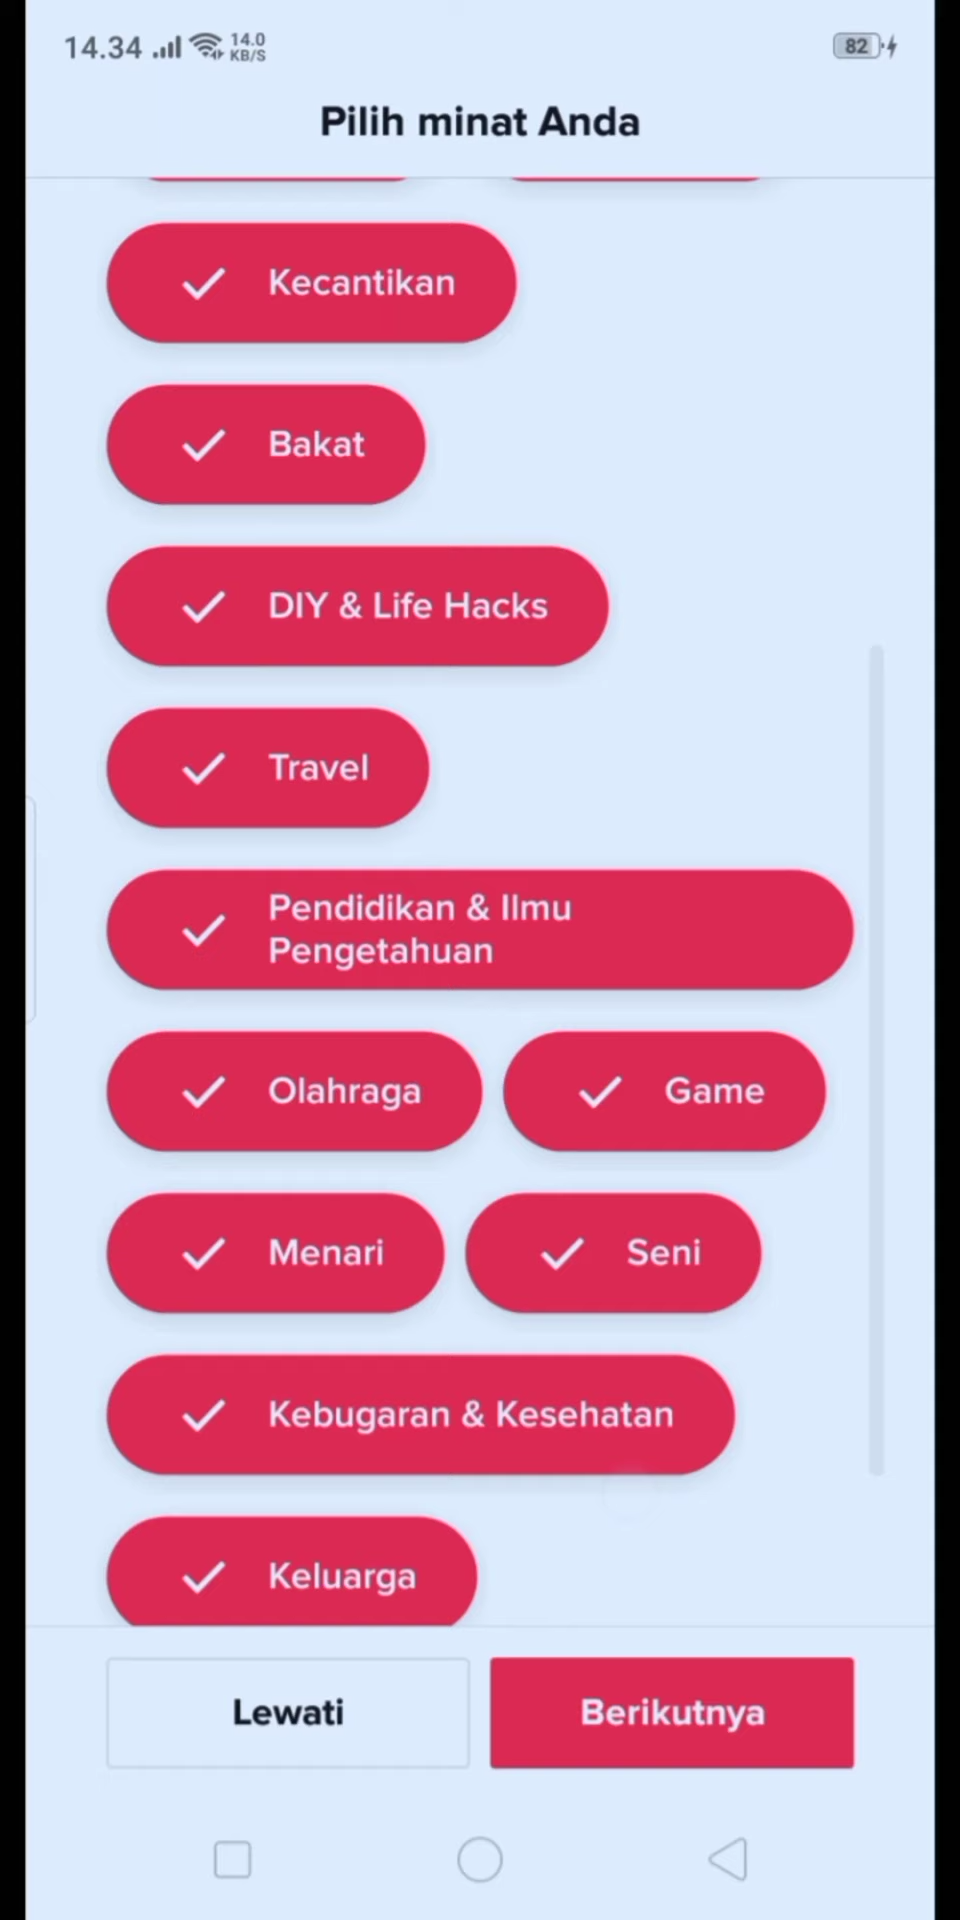 14.34 14.0 KB/S 82
Pilih minat Anda
Kecantikan
Bakat
DIY & Life Hacks
Travel
Pendidikan & Ilmu
Pengetahuan
Olahraga Game
Menari Seni
Kebugaran & Kesehatan
Keluarga
Lewati Berikutnya